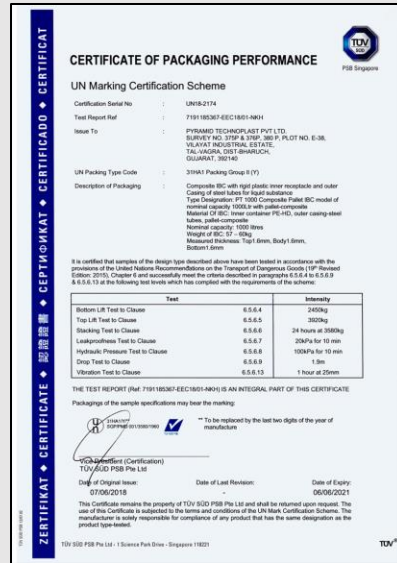 TÜV
SÜD
PSB Singapore
CERTIFICATE OF PACKAGING PERFORMANCE
UN Marking Certification Scheme
Certification Serial No : UN18-2174
Test Report Ref : 7191185367-EEC18/01-NKH
Issue To : PYRAMID TECHNOPLAST PVT LTD.
SURVEY NO. 375P & 376P, 380 P, PLOT NO. E-38,
VILAYAT INDUSTRIAL ESTATE,
TAL-VAGRA, DIST-BHARUCH,
GUJARAT, 392140
UN Packing Type Code : 31HA1 Packing Group II (Y)
Description of Packaging : Composite IBC with rigid plastic inner receptacle and outer
Casing of steel tubes for liquid substance
Type Designation: PT 1000 Composite Pallet IBC model of
nominal capacity 1000Ltr with pallet-composite
Material Of IBC: Inner container PE-HD, outer casing-steel
tubes, pallet-composite
Nominal capacity: 1000 litres
Weight of IBC: 57 – 60kg
Measured thickness: Top1.6mm, Body1.6mm,
Bottom1.6mm
It is certified that samples of the design type described above have been tested in accordance with the
provisions of the United Nations Recommendations on the Transport of Dangerous Goods (19th Revised
Edition: 2015), Chapter 6 and successfully meet the criteria described in paragraphs 6.5.6.4 to 6.5.6.9
& 6.5.6.13 at the following test levels which has complied with the requirements of the scheme:
Test Intensity
Bottom Lift Test to Clause 6.5.6.4 2450kg
Top Lift Test to Clause 6.5.6.5 3920kg
Stacking Test to Clause 6.5.6.6 24 hours at 3580kg
Leakproofness Test to Clause 6.5.6.7 20kPa for 10 min
Hydraulic Pressure Test to Clause 6.5.6.8 100kPa for 10 min
Drop Test to Clause 6.5.6.9 1.9m
Vibration Test to Clause 6.5.6.13 1 hour at 25mm
THE TEST REPORT (Ref: 7191185367-EEC18/01-NKH) IS AN INTEGRAL PART OF THIS CERTIFICATE
Packagings of the sample specifications may bear the marking:
** To be replaced by the last two digits of the year of
manufacture
Vice President (Certification)
TÜV SÜD PSB Pte Ltd
Date of Original Issue: Date of Last Revision: Date of Expiry:
07/06/2018 - 06/06/2021
This Certificate remains the property of TÜV SÜD PSB Pte Ltd and shall be returned upon request. The
use of this Certificate is subjected to the terms and conditions of the UN Mark Certification Scheme. The
manufacturer is solely responsible for compliance of any product that has the same designation as the
product type-tested.
TÜV SÜD PSB Pte Ltd - 1 Science Park Drive - Singapore 118221
TÜV®
ZERTIFIKAT ◆ CERTIFICATE ◆ 認證證書 ◆ СЕРТИФИКАТ ◆ CERTIFICADO ◆ CERTIFICAT